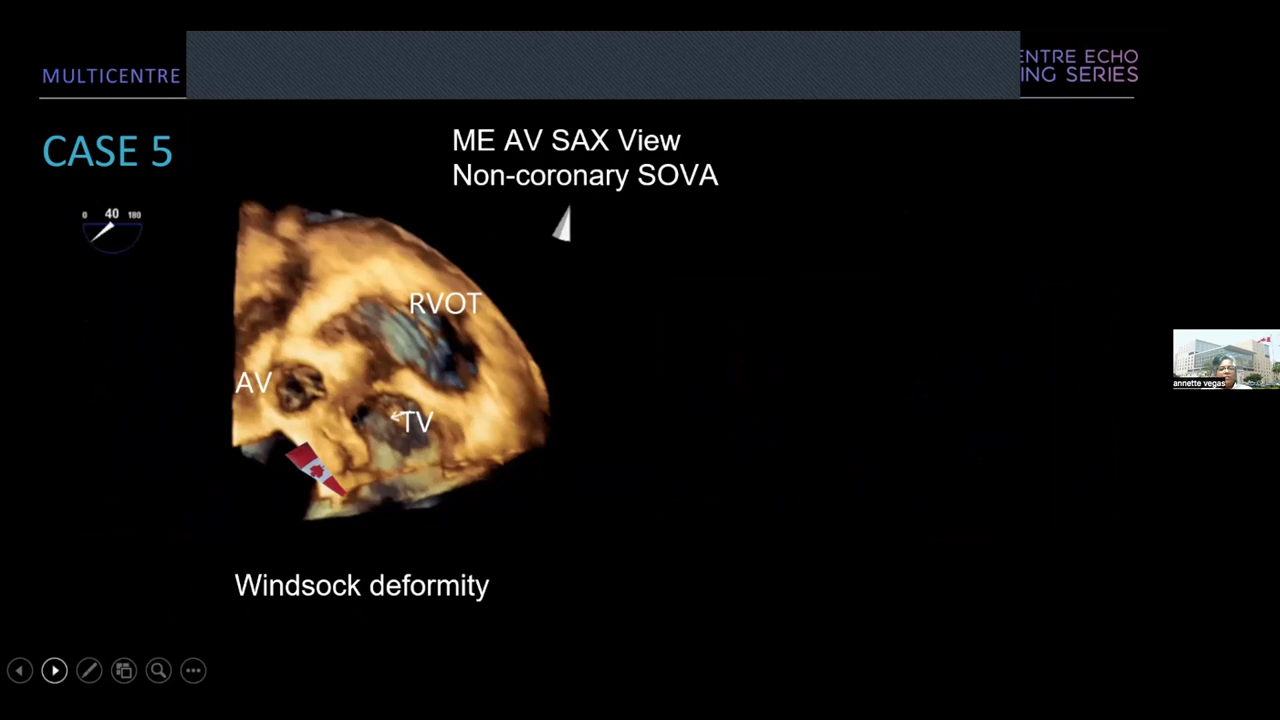 MULTICENTRE
ENTRE ECHO
ING SERIES
CASE 5
ME AV SAX View
Non-coronary SOVA
0 40 180
RVOT
AV
TV
annette vegas
Windsock deformity